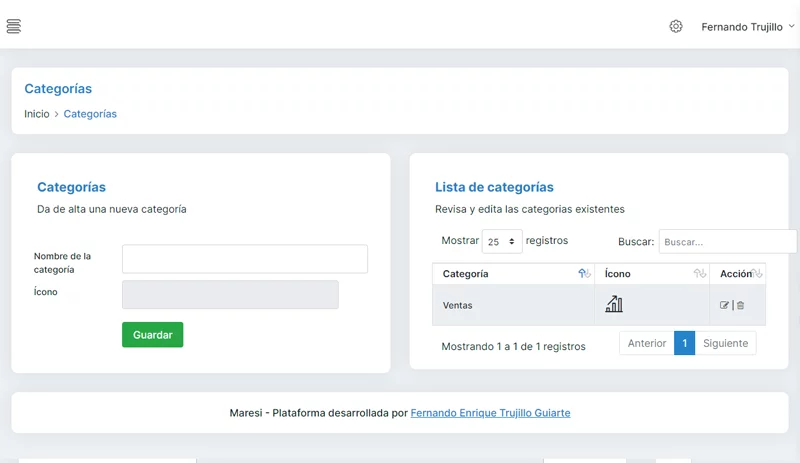 Fernando Trujillo
Categorías
Inicio > Categorías
Categorías
Da de alta una nueva categoría
Nombre de la
categoría
Ícono
Guardar
Lista de categorías
Revisa y edita las categorias existentes
Mostrar 25 registros
Buscar: Buscar...
Categoría Ícono Acción
Ventas |
Mostrando 1 a 1 de 1 registros
Anterior 1 Siguiente
Maresi - Plataforma desarrollada por Fernando Enrique Trujillo Guiarte